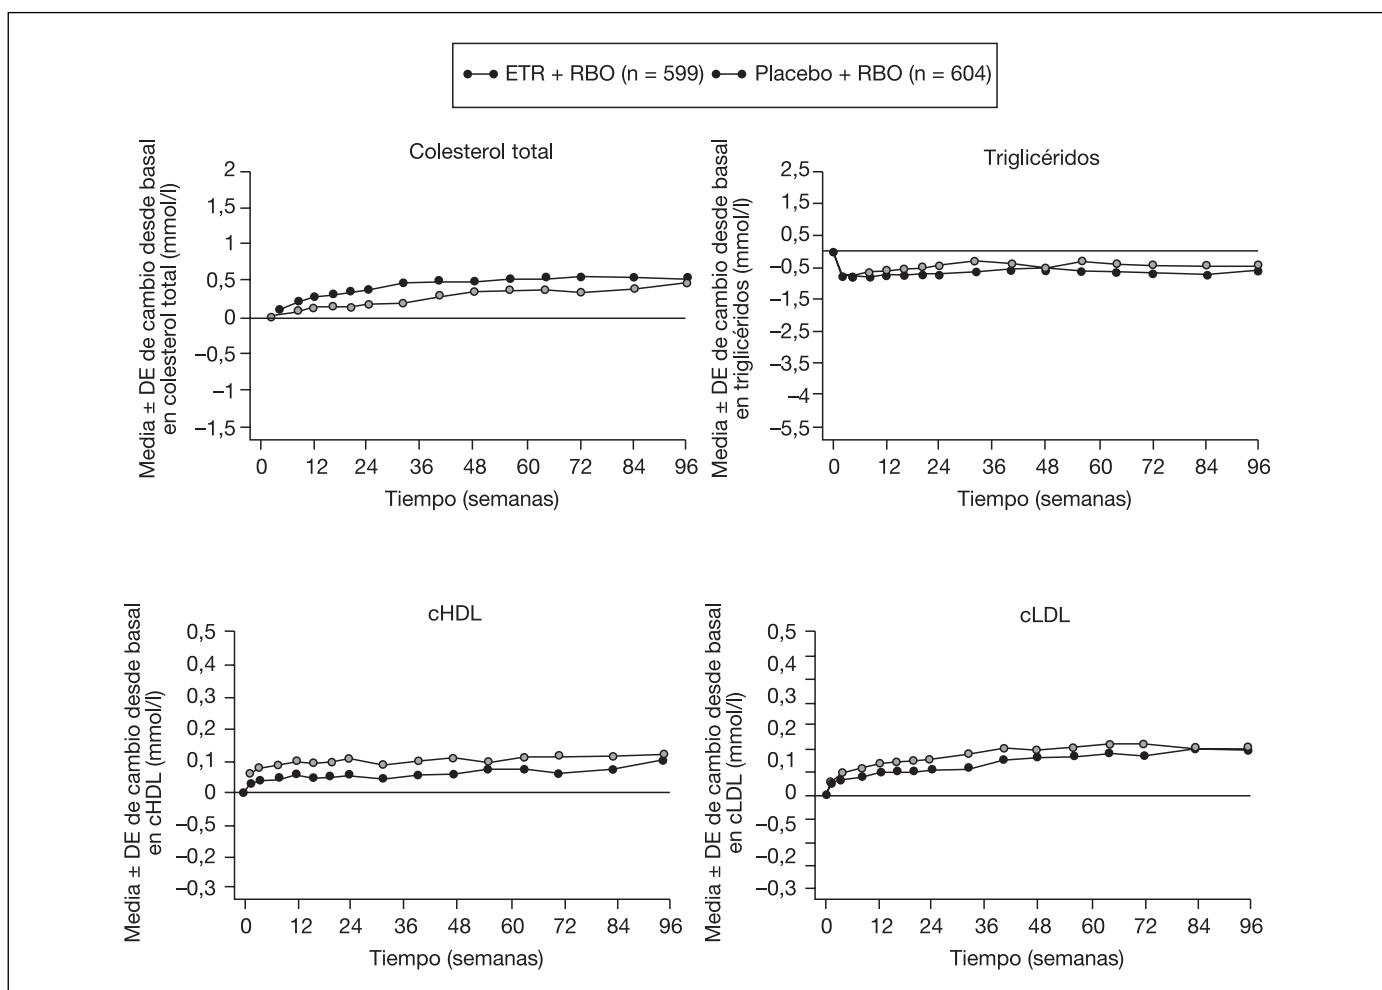 ETR + RBO (n = 599) Placebo + RBO (n = 604)
Colesterol total
Media ± DE de cambio desde basal
en colesterol total (mmol/l)
2
1,5
1
0,5
0
–0,5
–1
–1,5
0 12 24 36 48 60 72 84 96
Tiempo (semanas)
Triglicéridos
Media ± DE de cambio desde basal
en triglicéridos (mmol/l)
2,5
1,5
0,5
–0,5
–1,5
–2,5
–3,5
–4
–5,5
0 12 24 36 48 60 72 84 96
Tiempo (semanas)
cHDL
Media ± DE de cambio desde basal
en cHDL (mmol/l)
0,5
0,4
0,3
0,2
0,1
0
–0,5
–0,2
–0,3
0 12 24 36 48 60 72 84 96
Tiempo (semanas)
cLDL
Media ± DE de cambio desde basal
en cLDL (mmol/l)
0,5
0,4
0,3
0,2
0,1
0
–0,5
–0,2
–0,3
0 12 24 36 48 60 72 84 96
Tiempo (semanas)